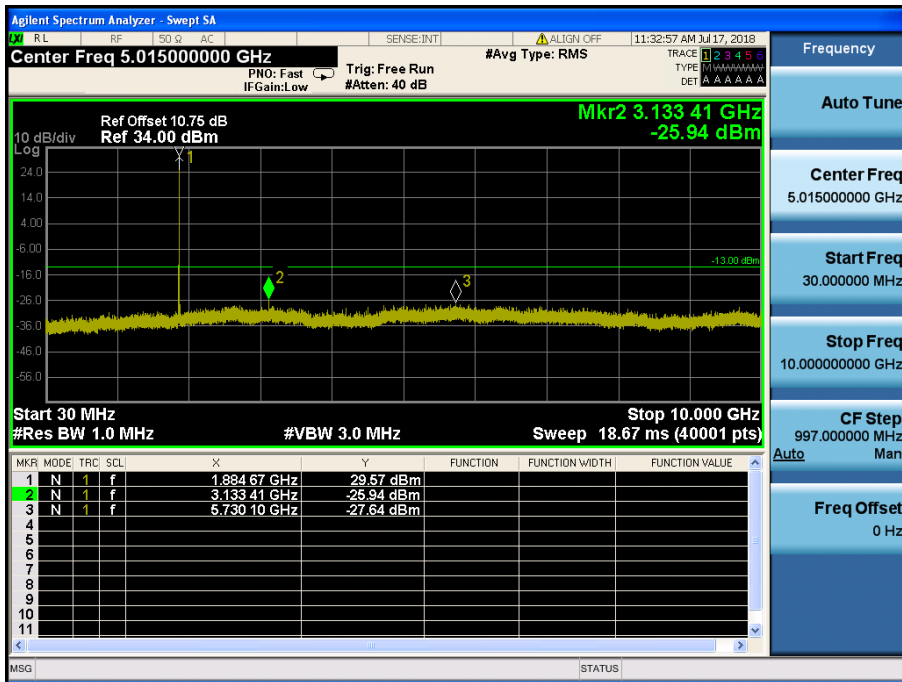 Agilent Spectrum Analyzer - Swept SA
LXI RL RF 50 Ω AC SENSE:INT ALIGN OFF 11:32:57 AM Jul 17, 2018
Center Freq 5.015000000 GHz #Avg Type: RMS TRACE 1 2 3 4 5 6
PNO: Fast Trig: Free Run TYPE M WWWWW
IFGain:Low #Atten: 40 dB DET A A A A A A
Mkr2 3.133 41 GHz
-25.94 dBm
Ref Offset 10.75 dB
10 dB/div Ref 34.00 dBm
Log
1
24.0
14.0
4.00
-6.00
-13.00 dBm
-16.0
2
3
-26.0
-36.0
-46.0
-56.0
Start 30 MHz Stop 10.000 GHz
#Res BW 1.0 MHz #VBW 3.0 MHz Sweep 18.67 ms (40001 pts)
MKR MODE TRC SCL X Y FUNCTION FUNCTION WIDTH FUNCTION VALUE
1 N 1 f 1.884 67 GHz 29.57 dBm
2 N 1 f 3.133 41 GHz -25.94 dBm
3 N 1 f 5.730 10 GHz -27.64 dBm
4
5
6
7
8
9
10
11
MSG STATUS
Frequency
Auto Tune
Center Freq
5.015000000 GHz
Start Freq
30.000000 MHz
Stop Freq
10.000000000 GHz
CF Step
997.000000 MHz
Auto Man
Freq Offset
0 Hz